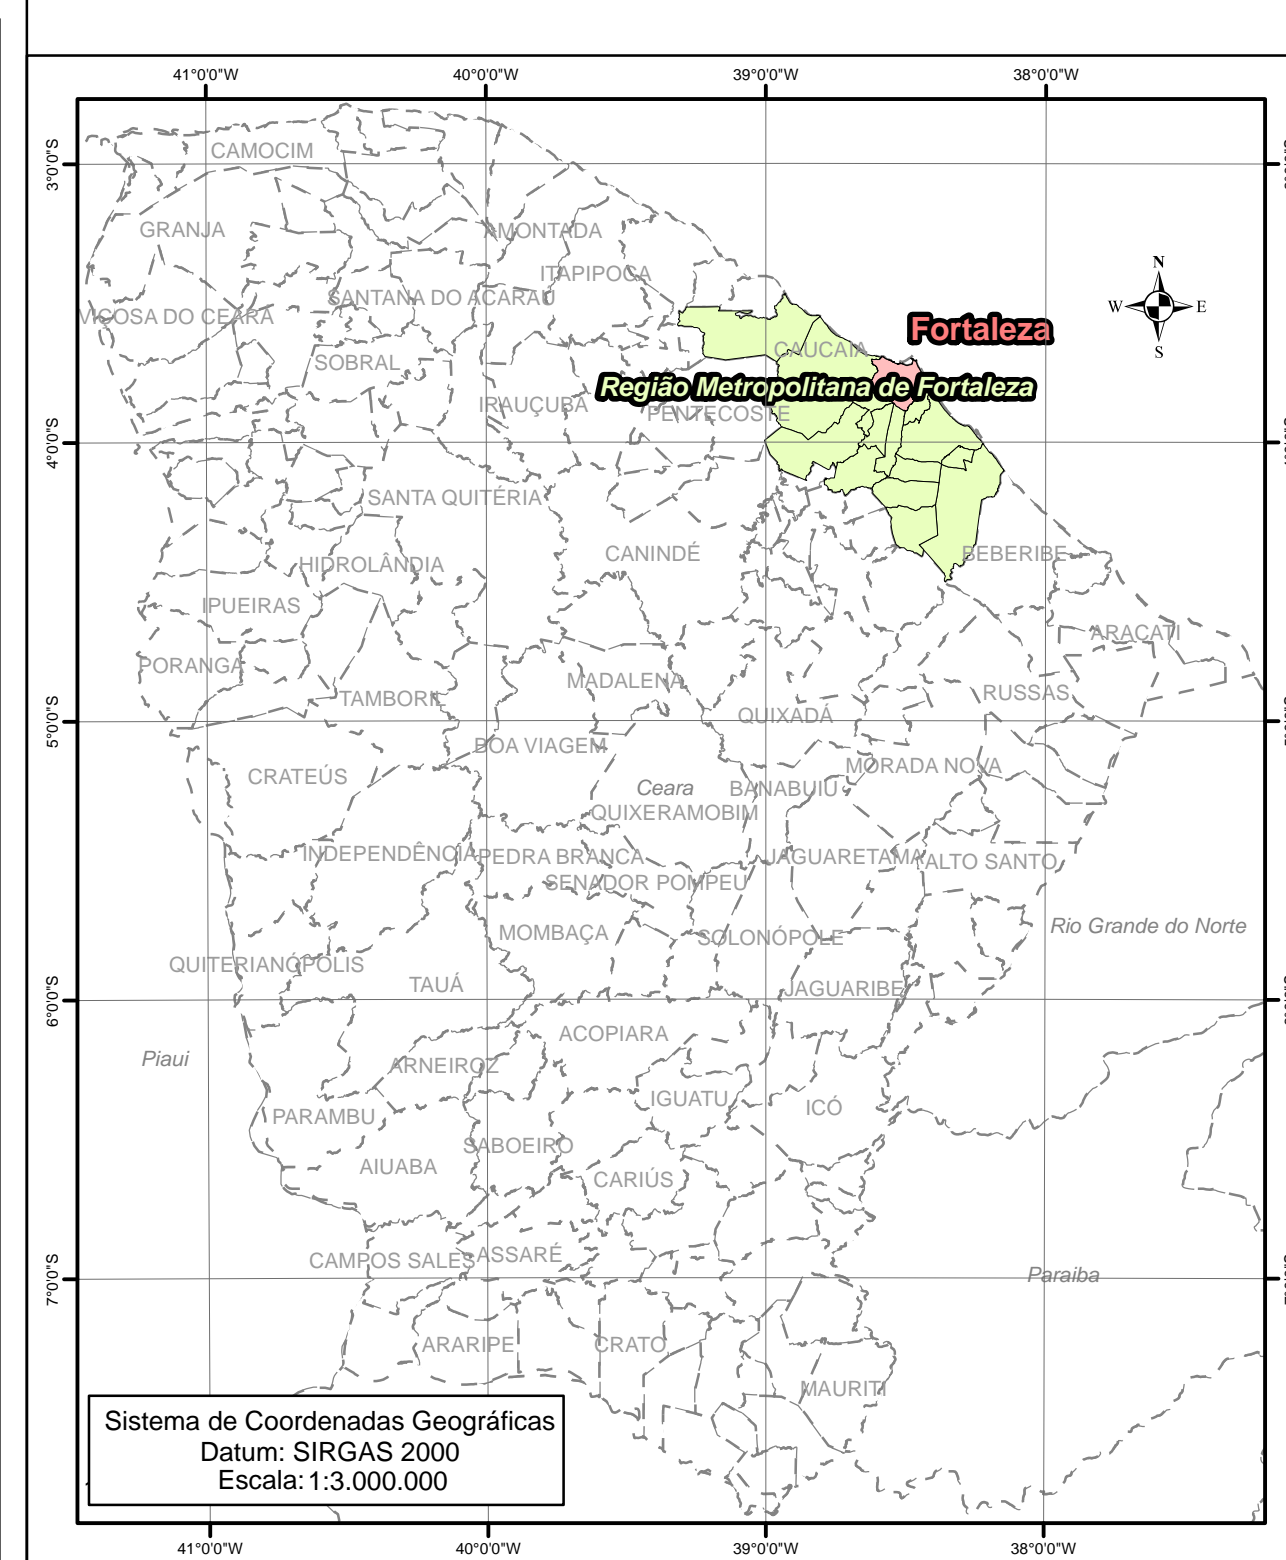 41°0'0"W 40°0'0"W 39°0'0"W 38°0'0"W
3°0'0"S
CAMOCIM
GRANJA
AMONTADA
ITAPIPOCA
N
W E
S
SANTANA DO ACARAÚ
VIÇOSA DO CEARÁ
Fortaleza
CAUCAIA
SOBRAL
Região Metropolitana de Fortaleza
IRAUÇUBA
PENTECOSTE
4°0'0"S
SANTA QUITÉRIA
CANINDÉ
BEBERIBE
HIDROLÂNDIA
IPUEIRAS
ARACATI
PORANGA
MADALENA
RUSSAS
TAMBORIL
QUIXADÁ
5°0'0"S
BOA VIAGEM
MORADA NOVA
CRATEÚS
Ceara
BANABUIÚ
QUIXERAMOBIM
INDEPENDÊNCIA
PEDRA BRANCA
JAGUARETAMA
ALTO SANTO
SENADOR POMPEU
Rio Grande do Norte
MOMBAÇA
SOLONÓPOLE
QUITERIANÓPOLIS
TAUÁ
JAGUARIBE
6°0'0"S
ACOPIARA
Piaui
ARNEIROZ
IGUATU
ICÓ
PARAMBU
SABOEIRO
AIUABA
CARIÚS
CAMPOS SALES
ASSARÉ
7°0'0"S
Paraiba
ARARIPE
CRATO
MAURITI
Sistema de Coordenadas Geográficas
Datum: SIRGAS 2000
Escala: 1:3.000.000
41°0'0"W 40°0'0"W 39°0'0"W 38°0'0"W